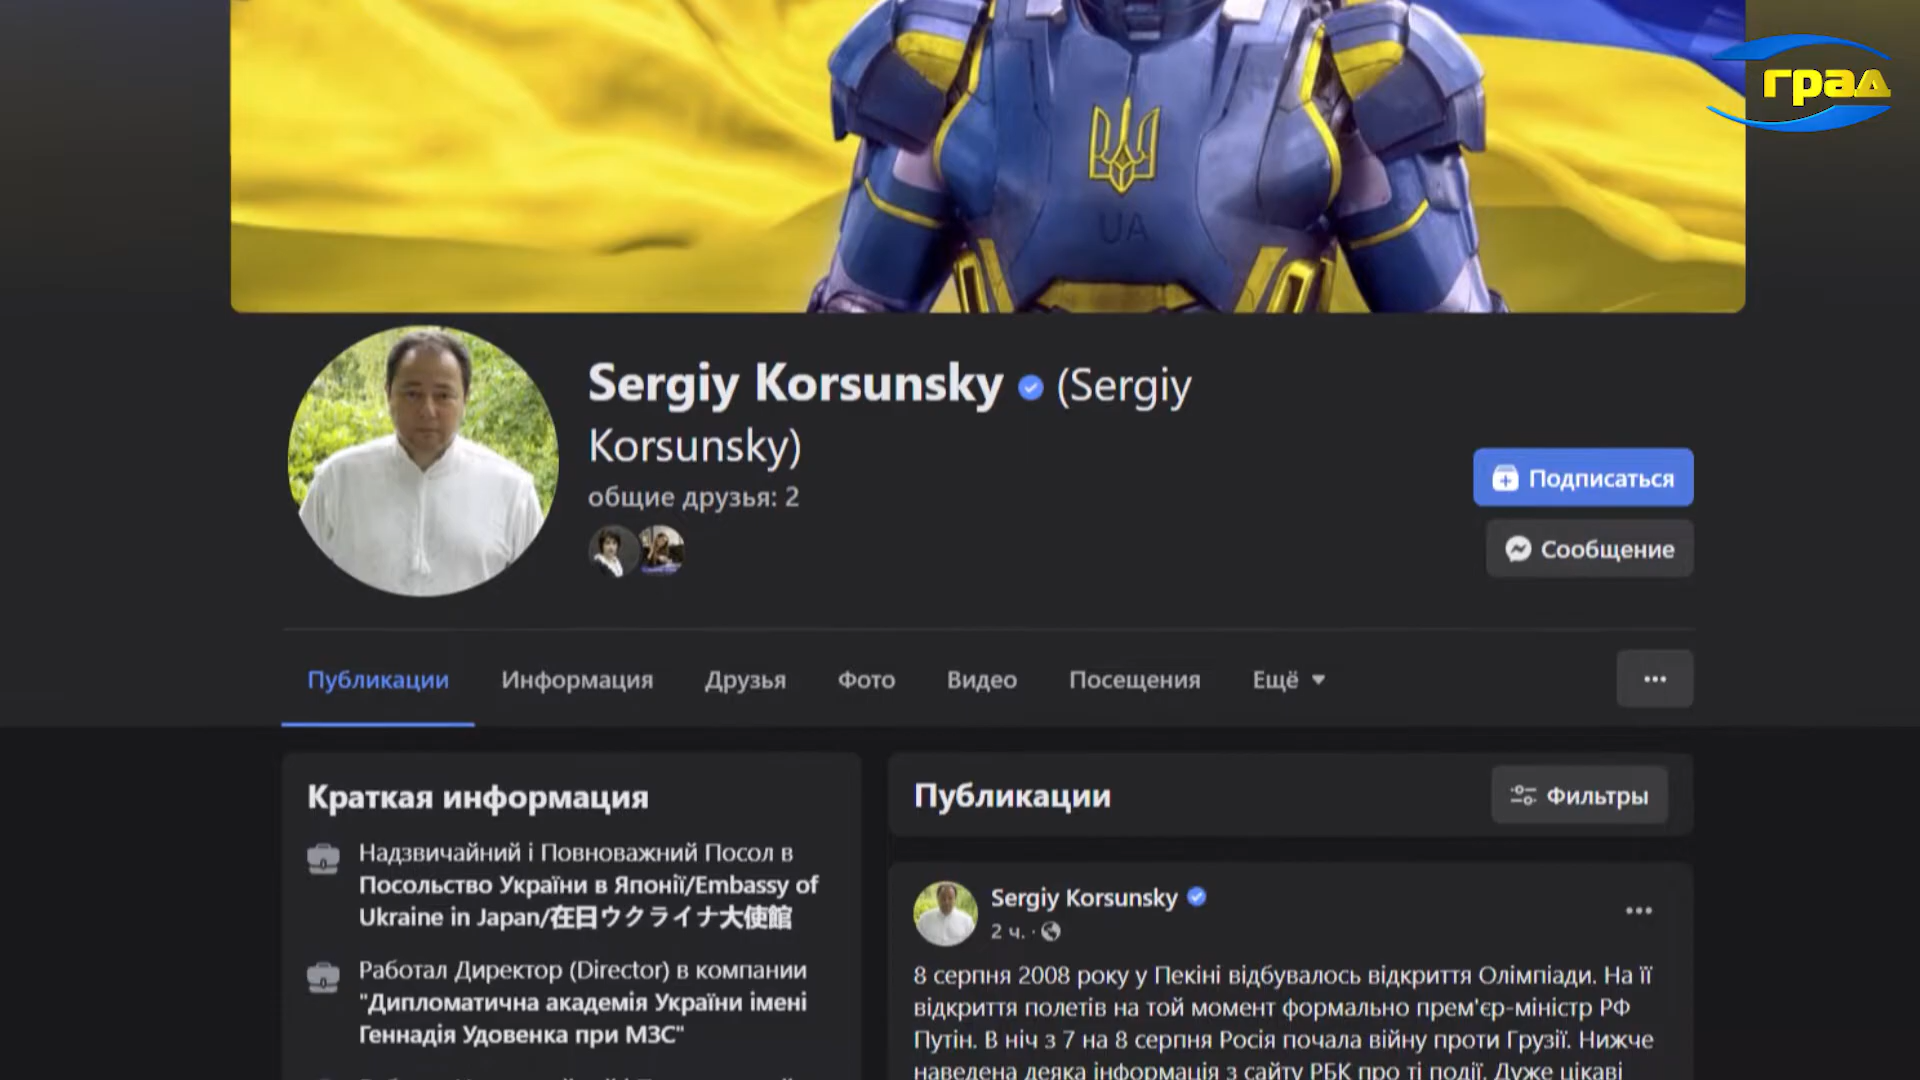 град
UA
Sergiy Korsunsky (Sergiy
Korsunsky)
общие друзья: 2
Подписаться
Сообщение
Публикации
Информация
Друзья
Фото
Видео
Посещения
Ещё
Краткая информация
Надзвичайний і Повноважний Посол в
Посольство України в Японії/Embassy of
Ukraine in Japan/在日ウクライナ大使館
Работал Директор (Director) в компании
"Дипломатична академія України імені
Геннадія Удовенка при МЗС"
Публикации
Фильтры
Sergiy Korsunsky
2 ч. ·
8 серпня 2008 року у Пекіні відбувалось відкриття Олімпіади. На її
відкриття полетів на той момент формально прем'єр-міністр РФ
Путін. В ніч з 7 на 8 серпня Росія почала війну проти Грузії. Нижче
наведена деяка інформація з сайту РБК про ті події. Дуже цікаві